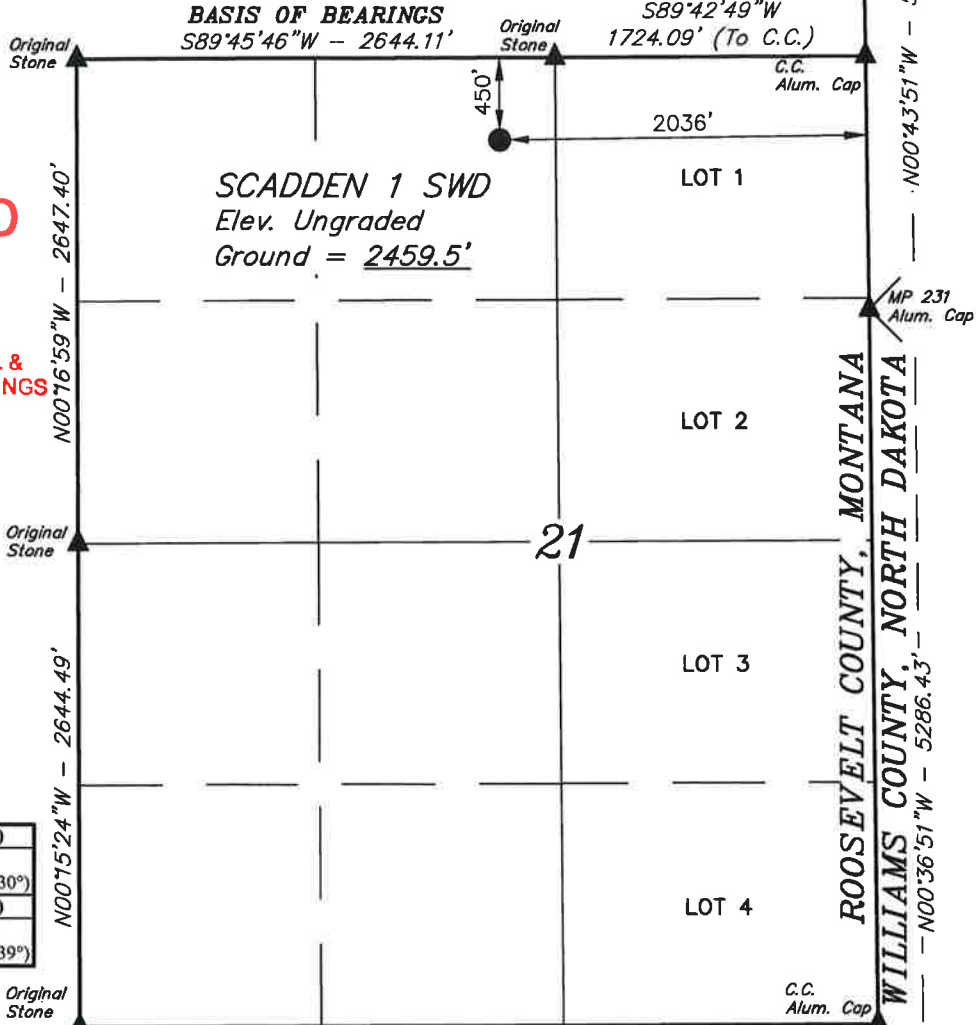 BASIS OF BEARINGS
S89°45'46"W – 2644.11'
Original
Stone
Original
Stone
S89°42'49"W
1724.09' (To C.C.)
C.C.
Alum. Cap
N00°43'51"W –
450'
2036'
LOT 1
SCADDEN 1 SWD
Elev. Ungraded
Ground = 2459.5'
N00°16'59"W – 2647.40'
&
NGS
MP 231
Alum. Cap
LOT 2
ROOSEVELT COUNTY, MONTANA
WILLIAMS COUNTY, NORTH DAKOTA
Original
Stone
21
LOT 3
N00°15'24"W – 2644.49'
N00°36'51"W – 5286.43'
30°)
39°)
LOT 4
Original
Stone
C.C.
Alum. Cap